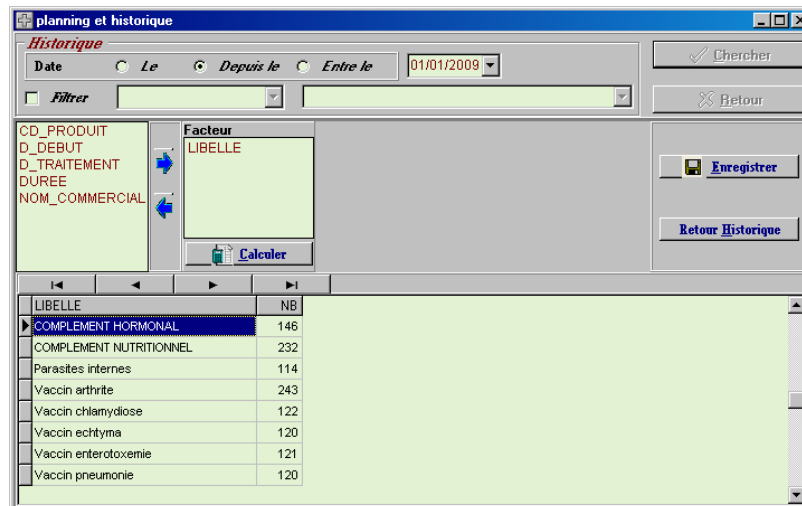 planning et historique
Historique
Date Le Depuis le Entre le 01/01/2009
Chercher
Filtrer
Retour
CD_PRODUIT
D_DEBUT
D_TRAITEMENT
DUREE
NOM_COMMERCIAL
Facteur
LIBELLE
Calculer
Enregistrer
Retour Historique
LIBELLE NB
COMPLEMENT HORMONAL 146
COMPLEMENT NUTRITIONNEL 232
Parasites internes 114
Vaccin arthrite 243
Vaccin chlamydiose 122
Vaccin echtyma 120
Vaccin enterotoxemie 121
Vaccin pneumonie 120